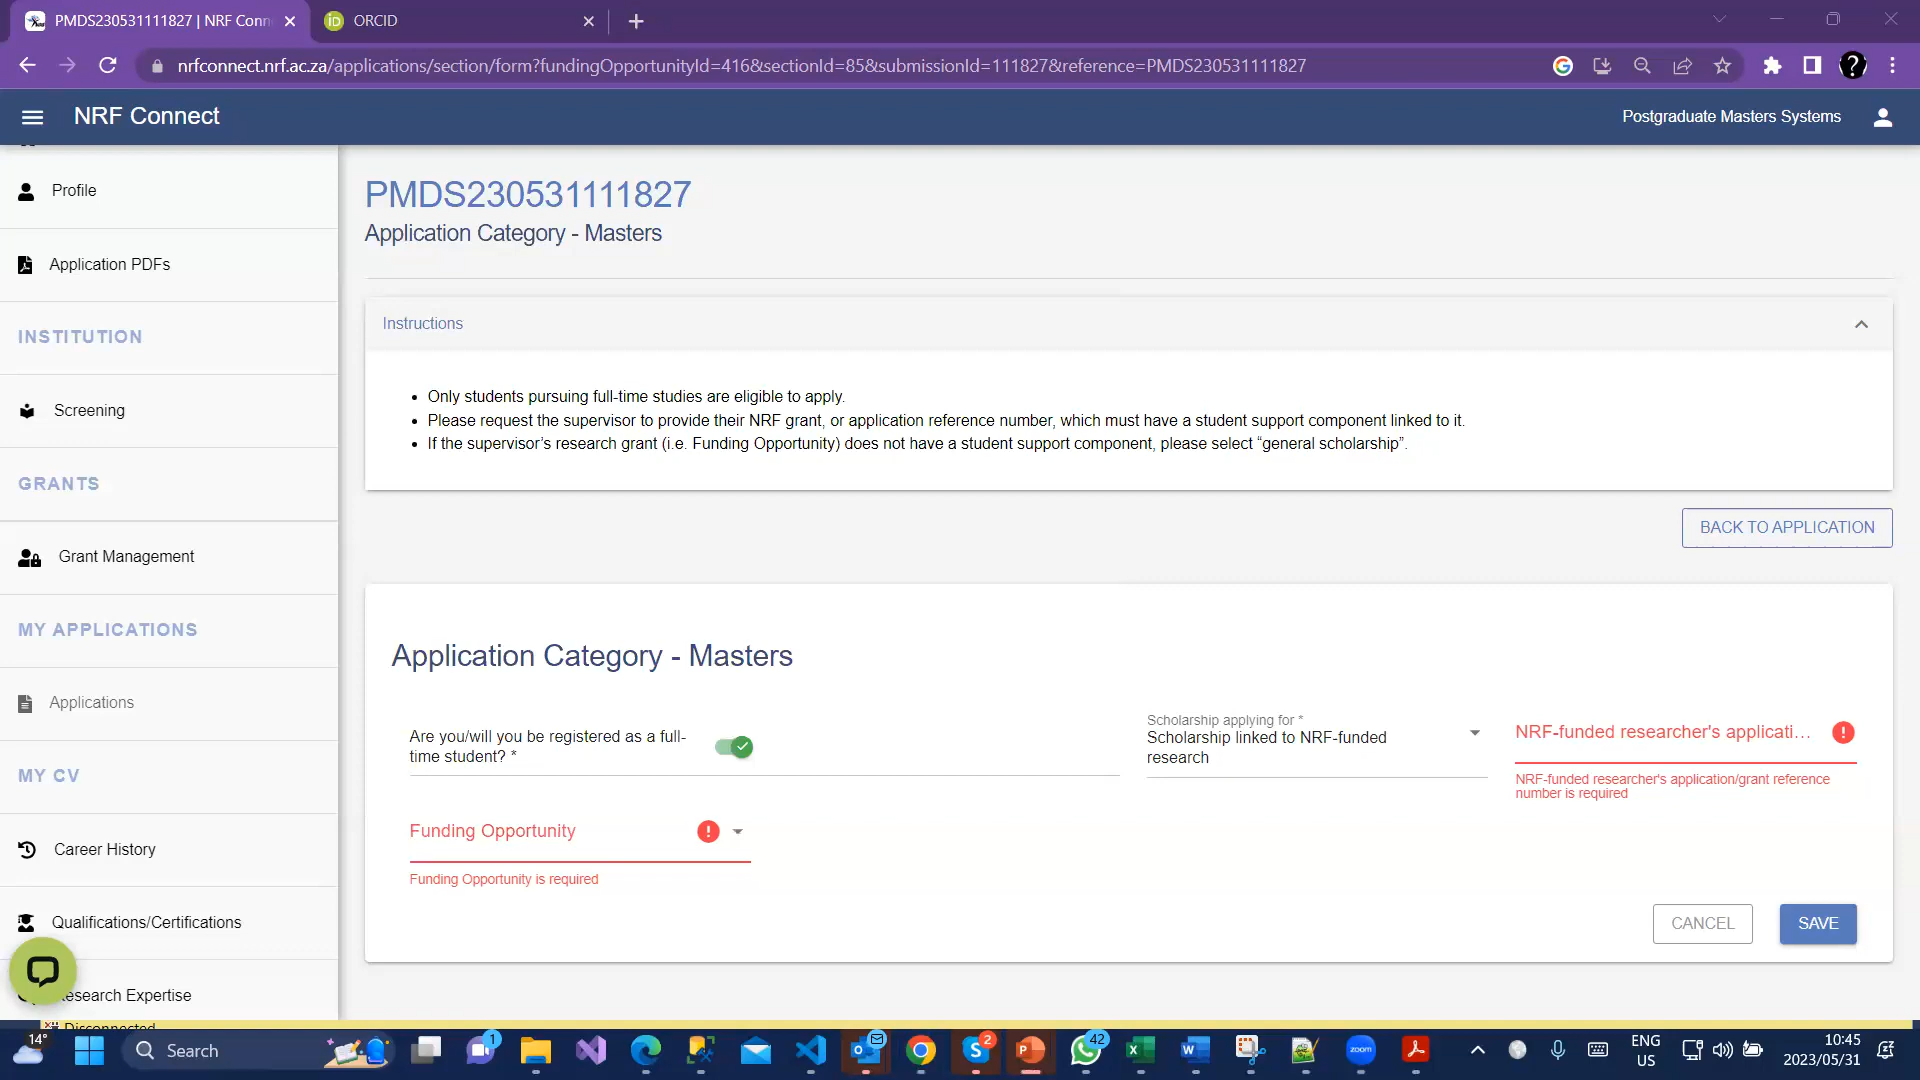 PMDS230531111827 | NRF Conn
ORCID
nrfconnect.nrf.ac.za/applications/section/form?fundingOpportunityId=416&sectionId=85&submissionId=111827&reference=PMDS230531111827
NRF Connect
Postgraduate Masters Systems
Profile
Application PDFs
INSTITUTION
Screening
GRANTS
Grant Management
MY APPLICATIONS
Applications
MY CV
Career History
Qualifications/Certifications
Research Expertise
Disconnected
PMDS230531111827
Application Category - Masters
Instructions
• Only students pursuing full-time studies are eligible to apply.
• Please request the supervisor to provide their NRF grant, or application reference number, which must have a student support component linked to it.
• If the supervisor's research grant (i.e. Funding Opportunity) does not have a student support component, please select “general scholarship”.
BACK TO APPLICATION
Application Category - Masters
Are you/will you be registered as a full-
time student? *
Scholarship applying for *
Scholarship linked to NRF-funded
research
NRF-funded researcher's applicati...
NRF-funded researcher's application/grant reference
number is required
Funding Opportunity
Funding Opportunity is required
CANCEL
SAVE
14°
Search
1
2
42
zoom
ENG
US
10:45
2023/05/31